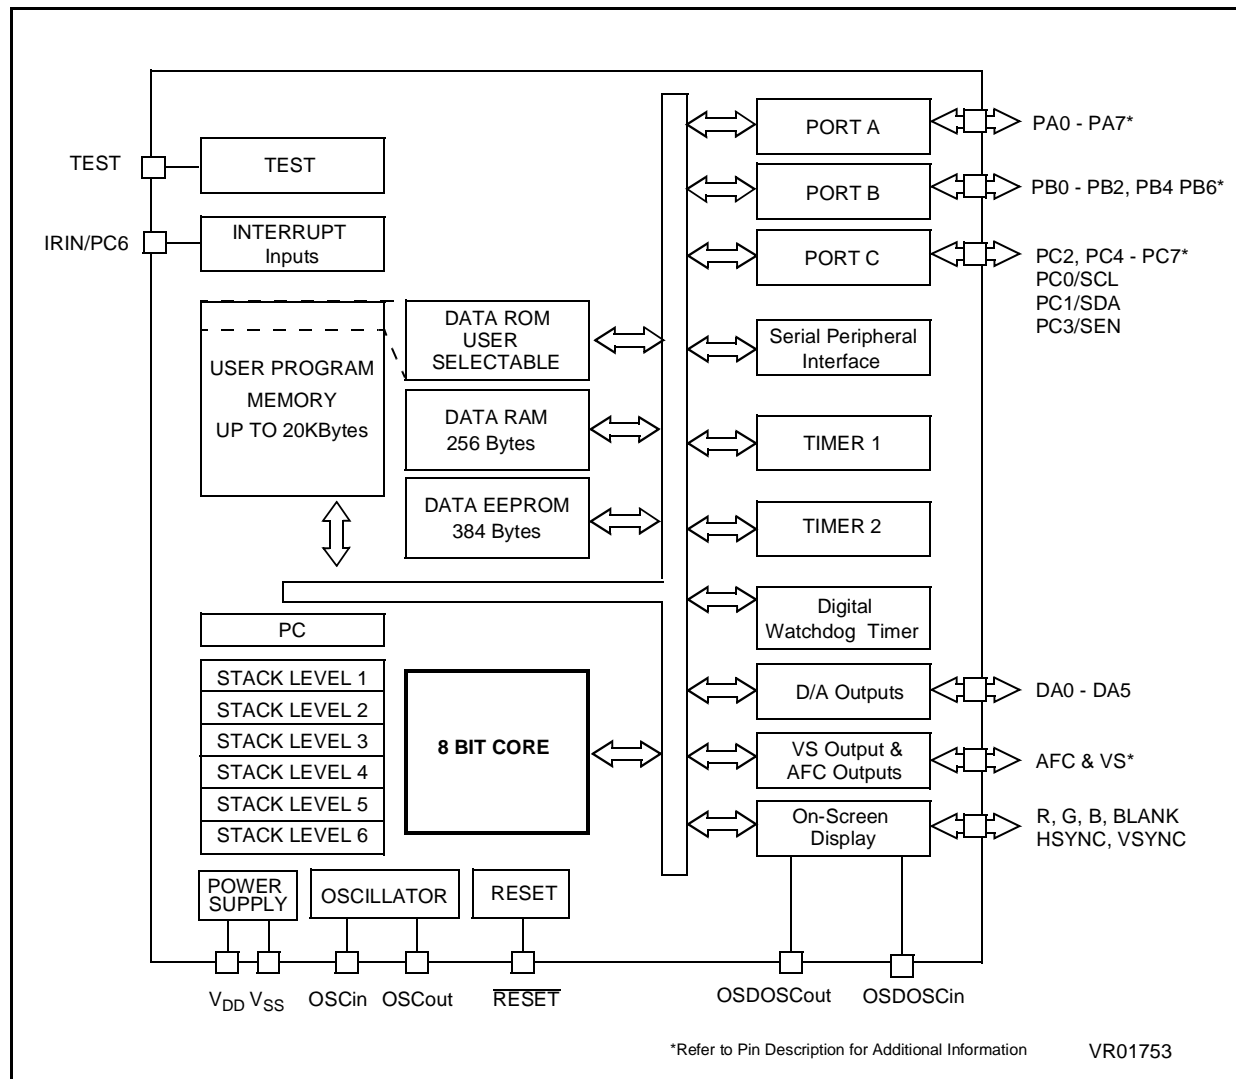 TEST
TEST
IRIN/PC6
INTERRUPT
Inputs
USER PROGRAM
MEMORY
UP TO 20KBytes
DATA ROM
USER
SELECTABLE
DATA RAM
256 Bytes
DATA EEPROM
384 Bytes
PC
STACK LEVEL 1
STACK LEVEL 2
STACK LEVEL 3
STACK LEVEL 4
STACK LEVEL 5
STACK LEVEL 6
8 BIT CORE
POWER
SUPPLY
OSCILLATOR
RESET
VDD VSS
OSCin
OSCout
RESET
PORT A
PA0 - PA7*
PORT B
PB0 - PB2, PB4 PB6*
PORT C
PC2, PC4 - PC7*
PC0/SCL
PC1/SDA
PC3/SEN
Serial Peripheral
Interface
TIMER 1
TIMER 2
Digital
Watchdog Timer
D/A Outputs
DA0 - DA5
VS Output &
AFC Outputs
AFC & VS*
On-Screen
Display
R, G, B, BLANK
HSYNC, VSYNC
OSDOSCout
OSDOSCin
*Refer to Pin Description for Additional Information
VR01753